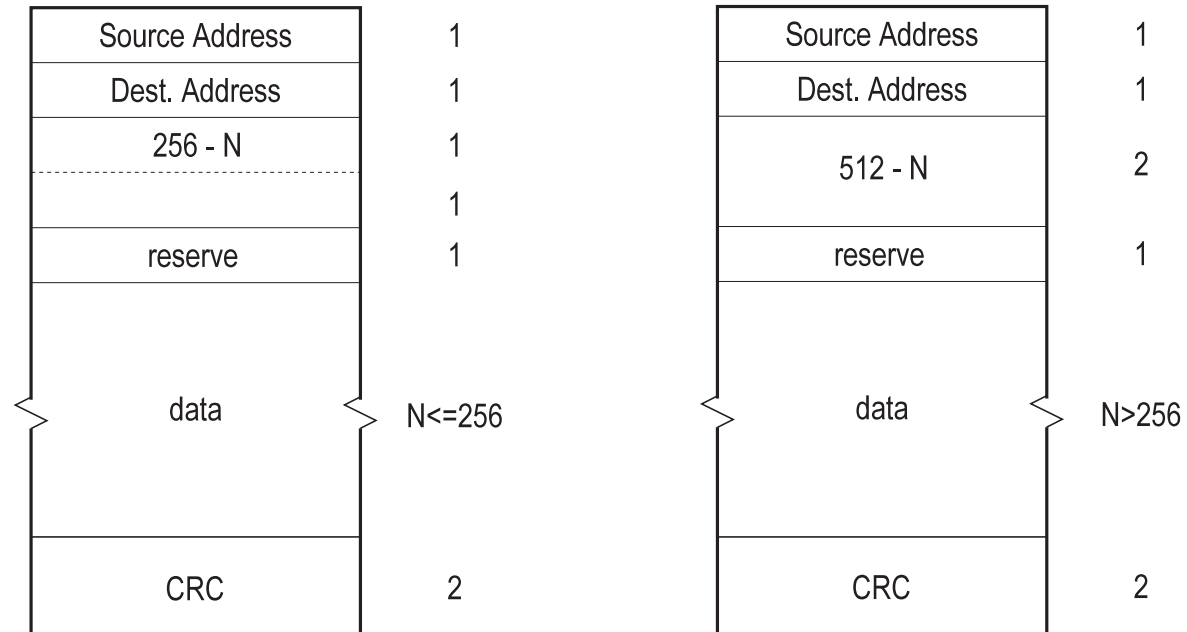 Source Address 1
Dest. Address 1
256 - N 1
1
reserve 1
data N<=256
CRC 2
Source Address 1
Dest. Address 1
512 - N 2
reserve 1
data N>256
CRC 2